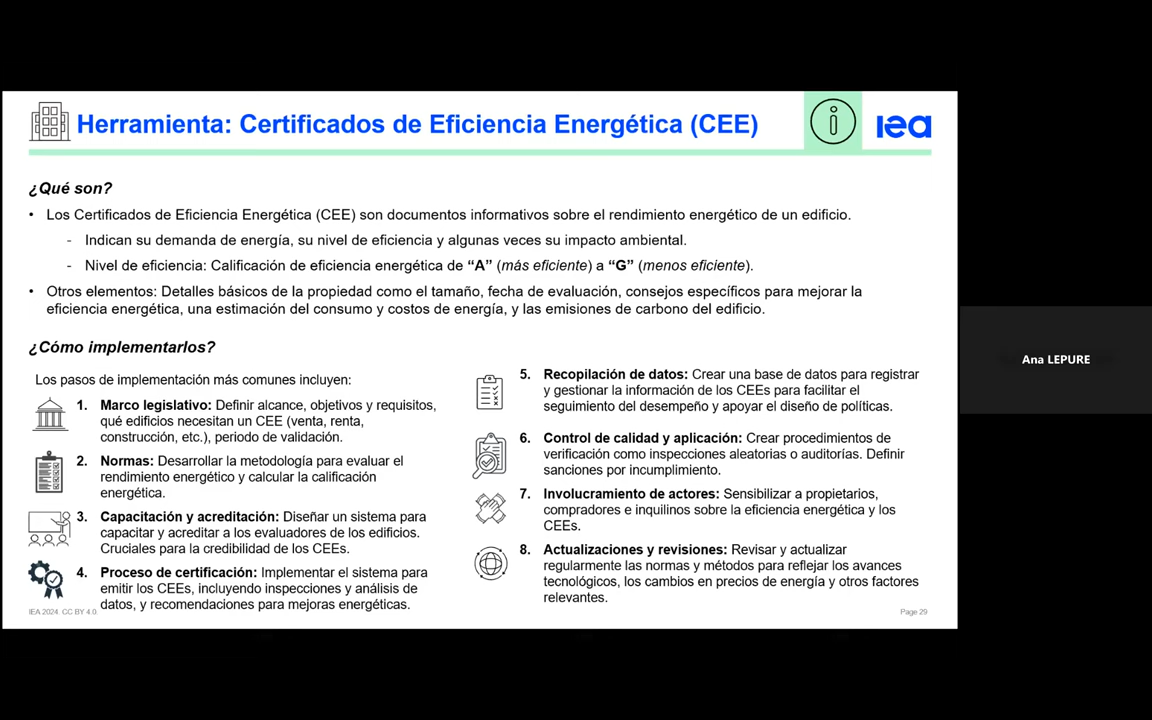 Herramienta: Certificados de Eficiencia Energética (CEE)
iea
¿Qué son?
• Los Certificados de Eficiencia Energética (CEE) son documentos informativos sobre el rendimiento energético de un edificio.
- Indican su demanda de energía, su nivel de eficiencia y algunas veces su impacto ambiental.
- Nivel de eficiencia: Calificación de eficiencia energética de “A” (más eficiente) a “G” (menos eficiente).
• Otros elementos: Detalles básicos de la propiedad como el tamaño, fecha de evaluación, consejos específicos para mejorar la
eficiencia energética, una estimación del consumo y costos de energía, y las emisiones de carbono del edificio.
¿Cómo implementarlos?
Los pasos de implementación más comunes incluyen:
1. Marco legislativo: Definir alcance, objetivos y requisitos,
qué edificios necesitan un CEE (venta, renta,
construcción, etc.), periodo de validación.
2. Normas: Desarrollar la metodología para evaluar el
rendimiento energético y calcular la calificación
energética.
3. Capacitación y acreditación: Diseñar un sistema para
capacitar y acreditar a los evaluadores de los edificios.
Cruciales para la credibilidad de los CEEs.
4. Proceso de certificación: Implementar el sistema para
emitir los CEEs, incluyendo inspecciones y análisis de
datos, y recomendaciones para mejoras energéticas.
5. Recopilación de datos: Crear una base de datos para registrar
y gestionar la información de los CEEs para facilitar el
seguimiento del desempeño y apoyar el diseño de políticas.
6. Control de calidad y aplicación: Crear procedimientos de
verificación como inspecciones aleatorias o auditorías. Definir
sanciones por incumplimiento.
7. Involucramiento de actores: Sensibilizar a propietarios,
compradores e inquilinos sobre la eficiencia energética y los
CEEs.
8. Actualizaciones y revisiones: Revisar y actualizar
regularmente las normas y métodos para reflejar los avances
tecnológicos, los cambios en precios de energía y otros factores
relevantes.
IEA 2024. CC BY 4.0.
Page 29
Ana LEPURE